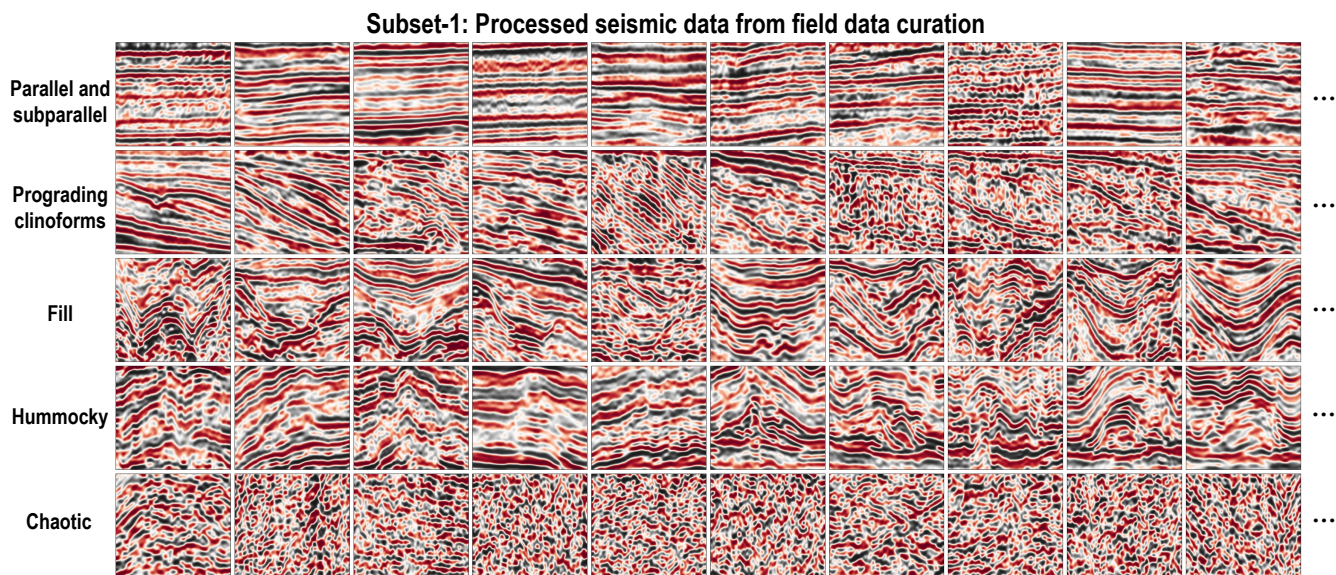 Subset-1: Processed seismic data from field data curation
Parallel and
subparallel
...
Prograding
clinoforms
...
Fill
...
Hummocky
...
Chaotic
...